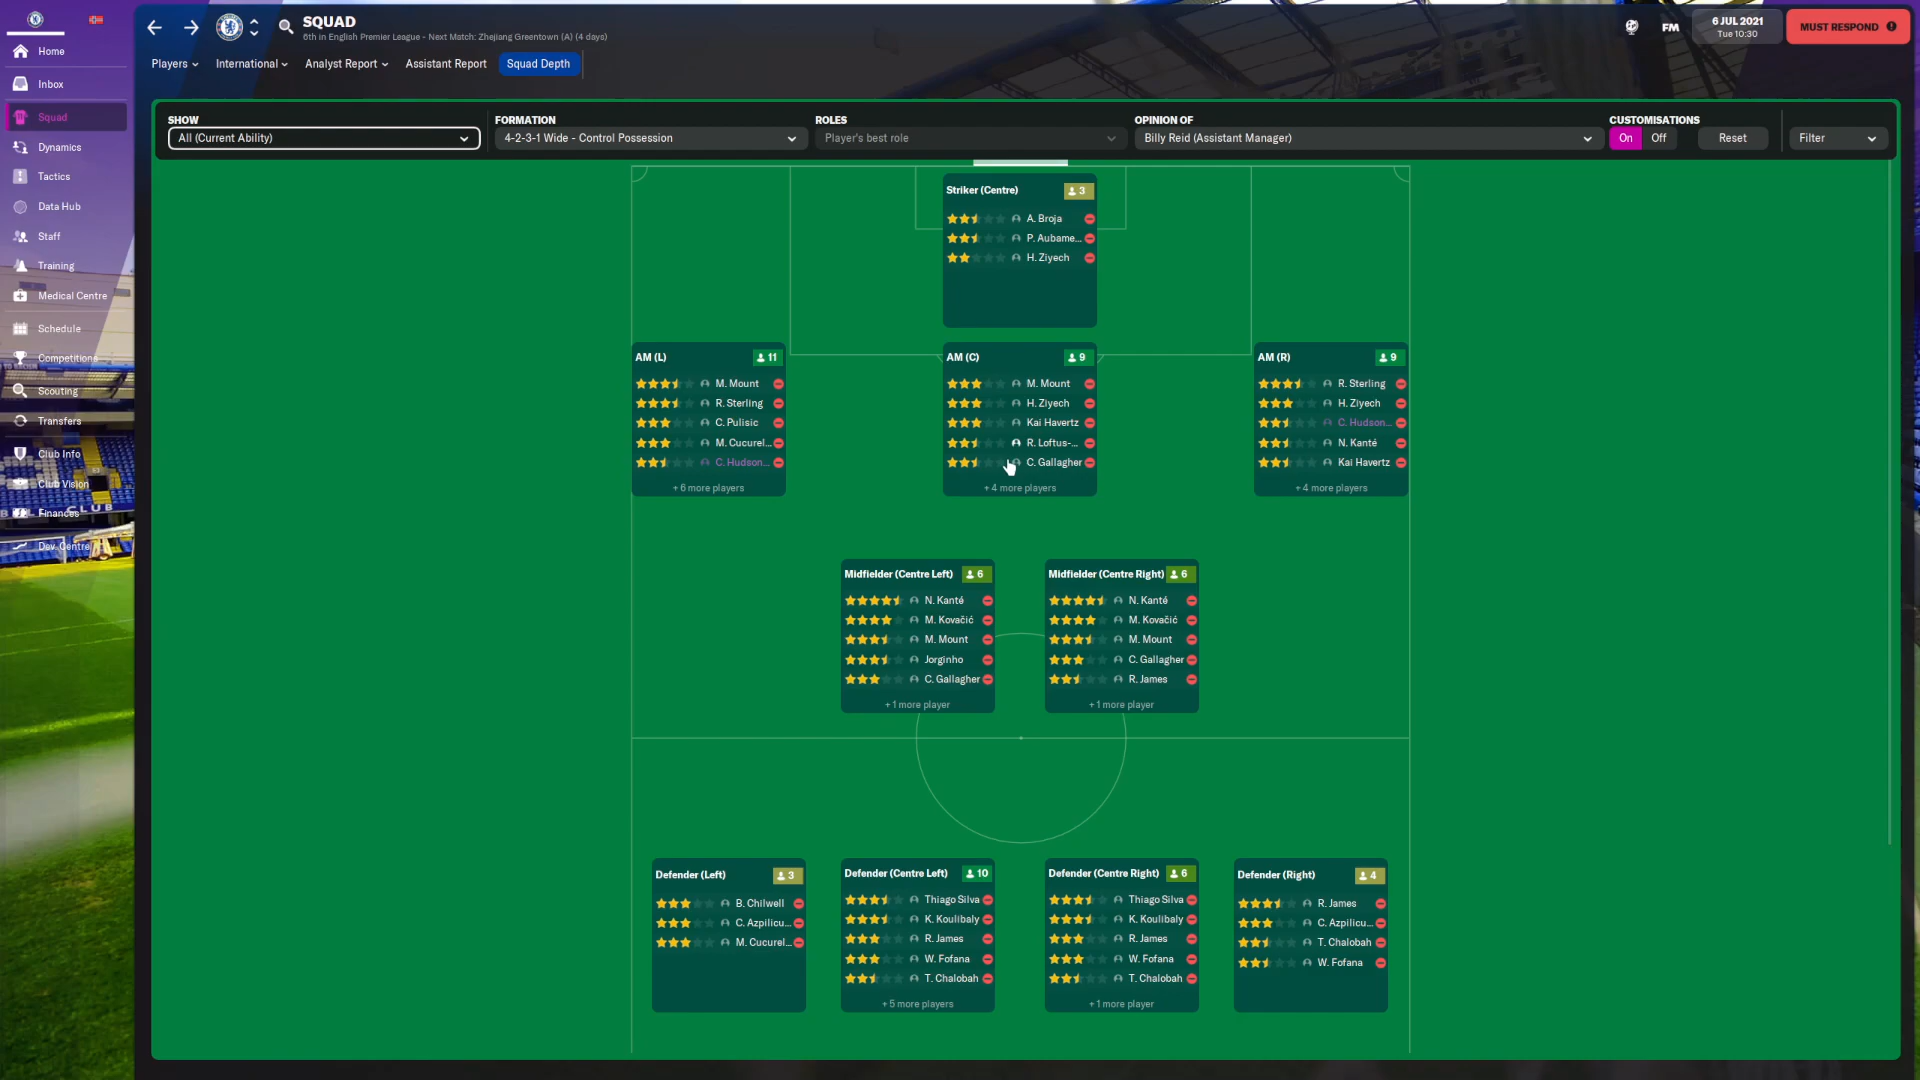 SQUAD
6th in English Premier League - Next Match: Zhejiang Greentown (A) (4 days)
FM
6 JUL 2021
Tue 10:30
MUST RESPOND
Players
International
Analyst Report
Assistant Report
Squad Depth
Home
Inbox
Squad
Dynamics
Tactics
Data Hub
Staff
Training
Medical Centre
Schedule
Competitions
Scouting
Transfers
Club Info
Club Vision
Finances
Dev. Centre
SHOW
All (Current Ability)
FORMATION
4-2-3-1 Wide - Control Possession
ROLES
Player's best role
OPINION OF
Billy Reid (Assistant Manager)
CUSTOMISATIONS
On Off
Reset
Filter
Striker (Centre) 3
A. Broja
P. Aubame...
H. Ziyech
AM (L) 11
M. Mount
R. Sterling
C. Pulisic
M. Cucurel...
C. Hudson...
+ 6 more players
AM (C) 9
M. Mount
H. Ziyech
Kai Havertz
R. Loftus-...
C. Gallagher
+ 4 more players
AM (R) 9
R. Sterling
H. Ziyech
C. Hudson...
N. Kanté
Kai Havertz
+ 4 more players
Midfielder (Centre Left) 6
N. Kanté
M. Kovačić
M. Mount
Jorginho
C. Gallagher
+ 1 more player
Midfielder (Centre Right) 6
N. Kanté
M. Kovačić
M. Mount
C. Gallagher
R. James
+ 1 more player
Defender (Left) 3
B. Chilwell
C. Azpilicu...
M. Cucurel...
Defender (Centre Left) 10
Thiago Silva
K. Koulibaly
R. James
W. Fofana
T. Chalobah
+ 5 more players
Defender (Centre Right) 6
Thiago Silva
K. Koulibaly
R. James
W. Fofana
T. Chalobah
+ 1 more player
Defender (Right) 4
R. James
C. Azpilicu...
T. Chalobah
W. Fofana